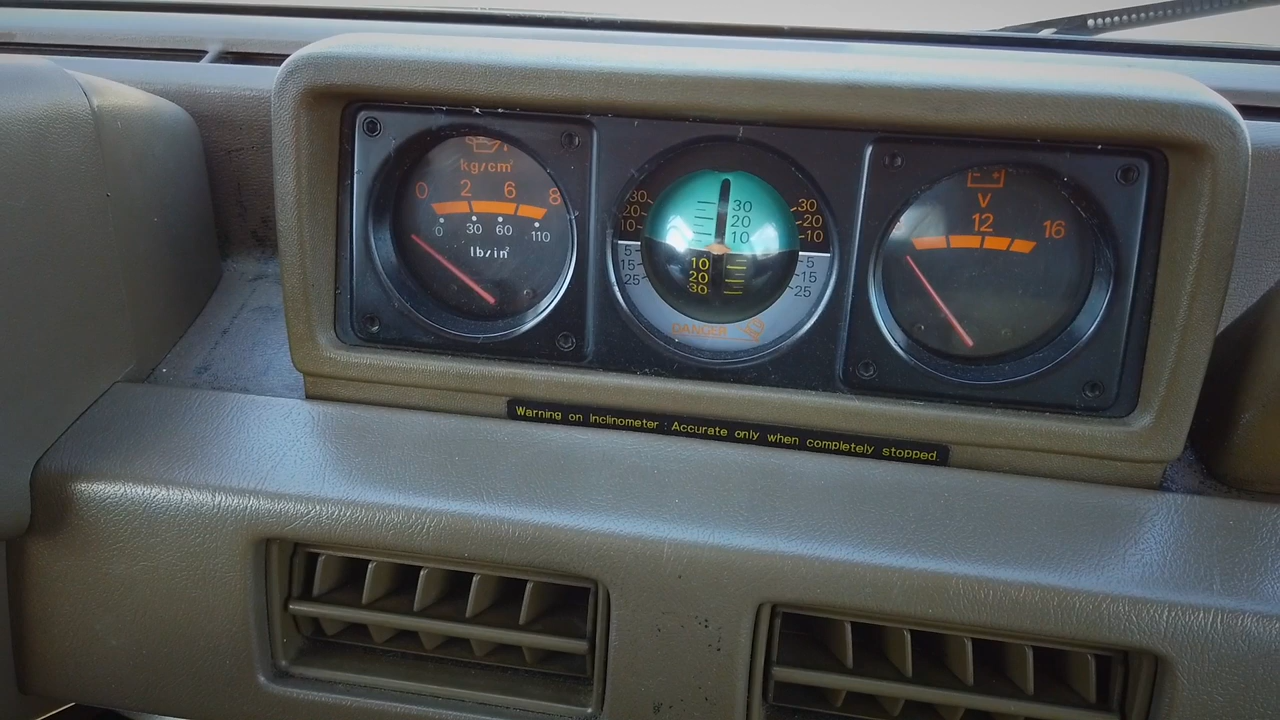 kg/cm²
0 2 6 8
0 30 60 110
lb/in²
30 30 30
20 20 20
10 10 10
5 10 5
15 20 15
25 30 25
DANGER
V
12 16
Warning on Inclinometer : Accurate only when completely stopped.